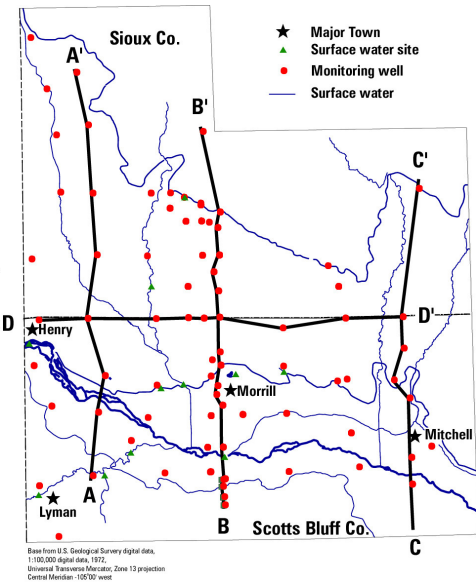 Sioux Co.
Major Town
Surface water site
Monitoring well
Surface water
A'
B'
C'
D
D'
Henry
Morrill
Mitchell
Lyman
A
B
Scotts Bluff Co.
C
Base from U.S. Geological Survery digital data,
1:100,000 digital data, 1972,
Universal Transverse Mercator, Zone 13 projection
Central Meridian -105°00' west